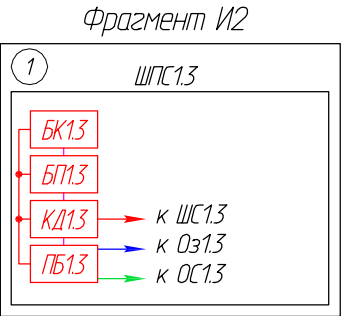 Фрагмент И2
1
ШПС1.3
БК1.3
БП1.3
КД1.3
ПБ1.3
к ШС1.3
к Оз1.3
к ОС1.3